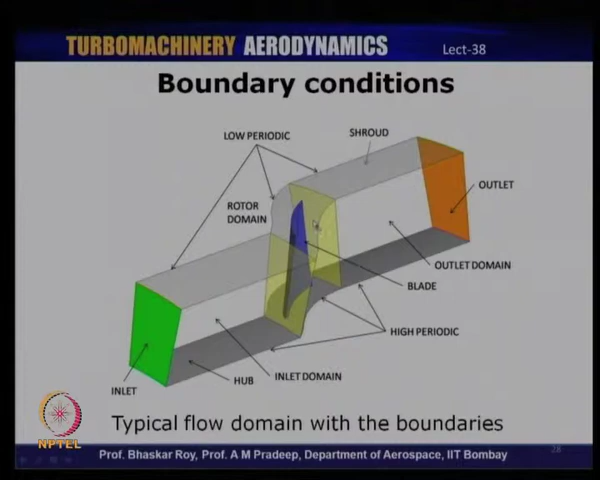 TURBOMACHINERY AERODYNAMICS
Lect-38
Boundary conditions
LOW PERIODIC
SHROUD
ROTOR
DOMAIN
OUTLET
OUTLET DOMAIN
BLADE
HIGH PERIODIC
INLET DOMAIN
HUB
INLET
Typical flow domain with the boundaries
NPTEL
Prof. Bhaskar Roy, Prof. A M Pradeep, Department of Aerospace, IIT Bombay
28